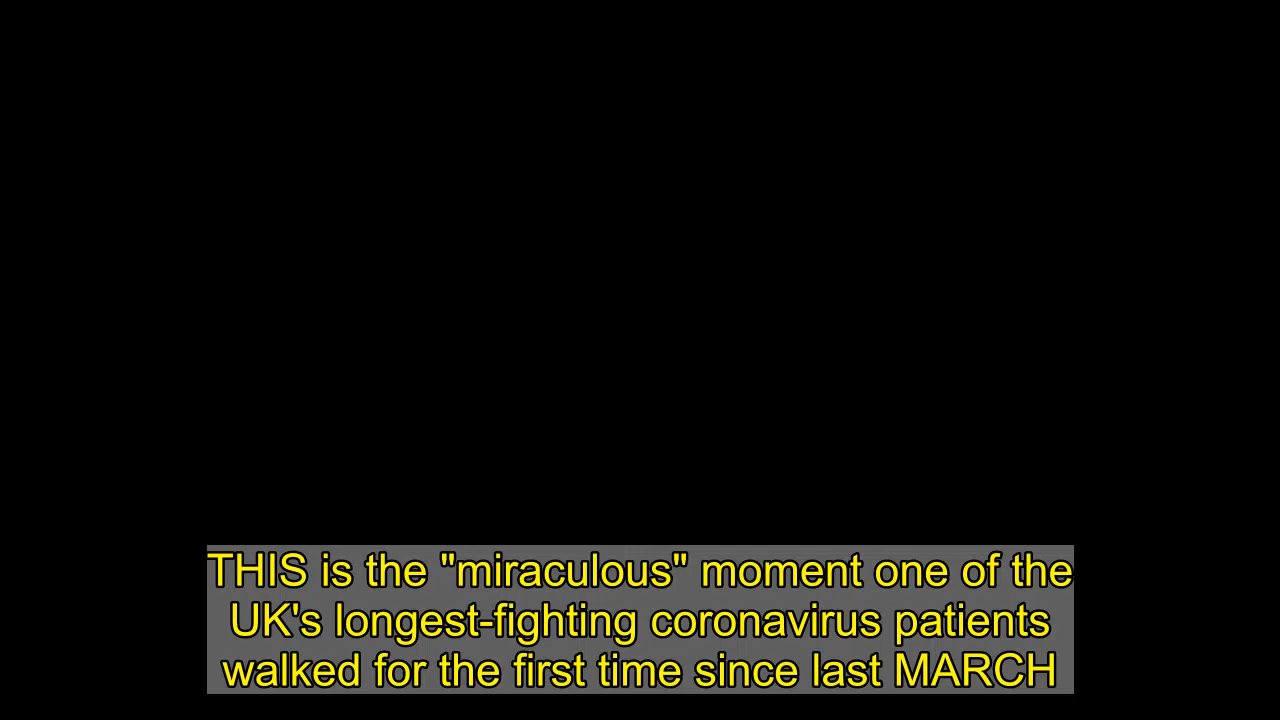 THIS is the "miraculous" moment one of the
UK's longest-fighting coronavirus patients
walked for the first time since last MARCH